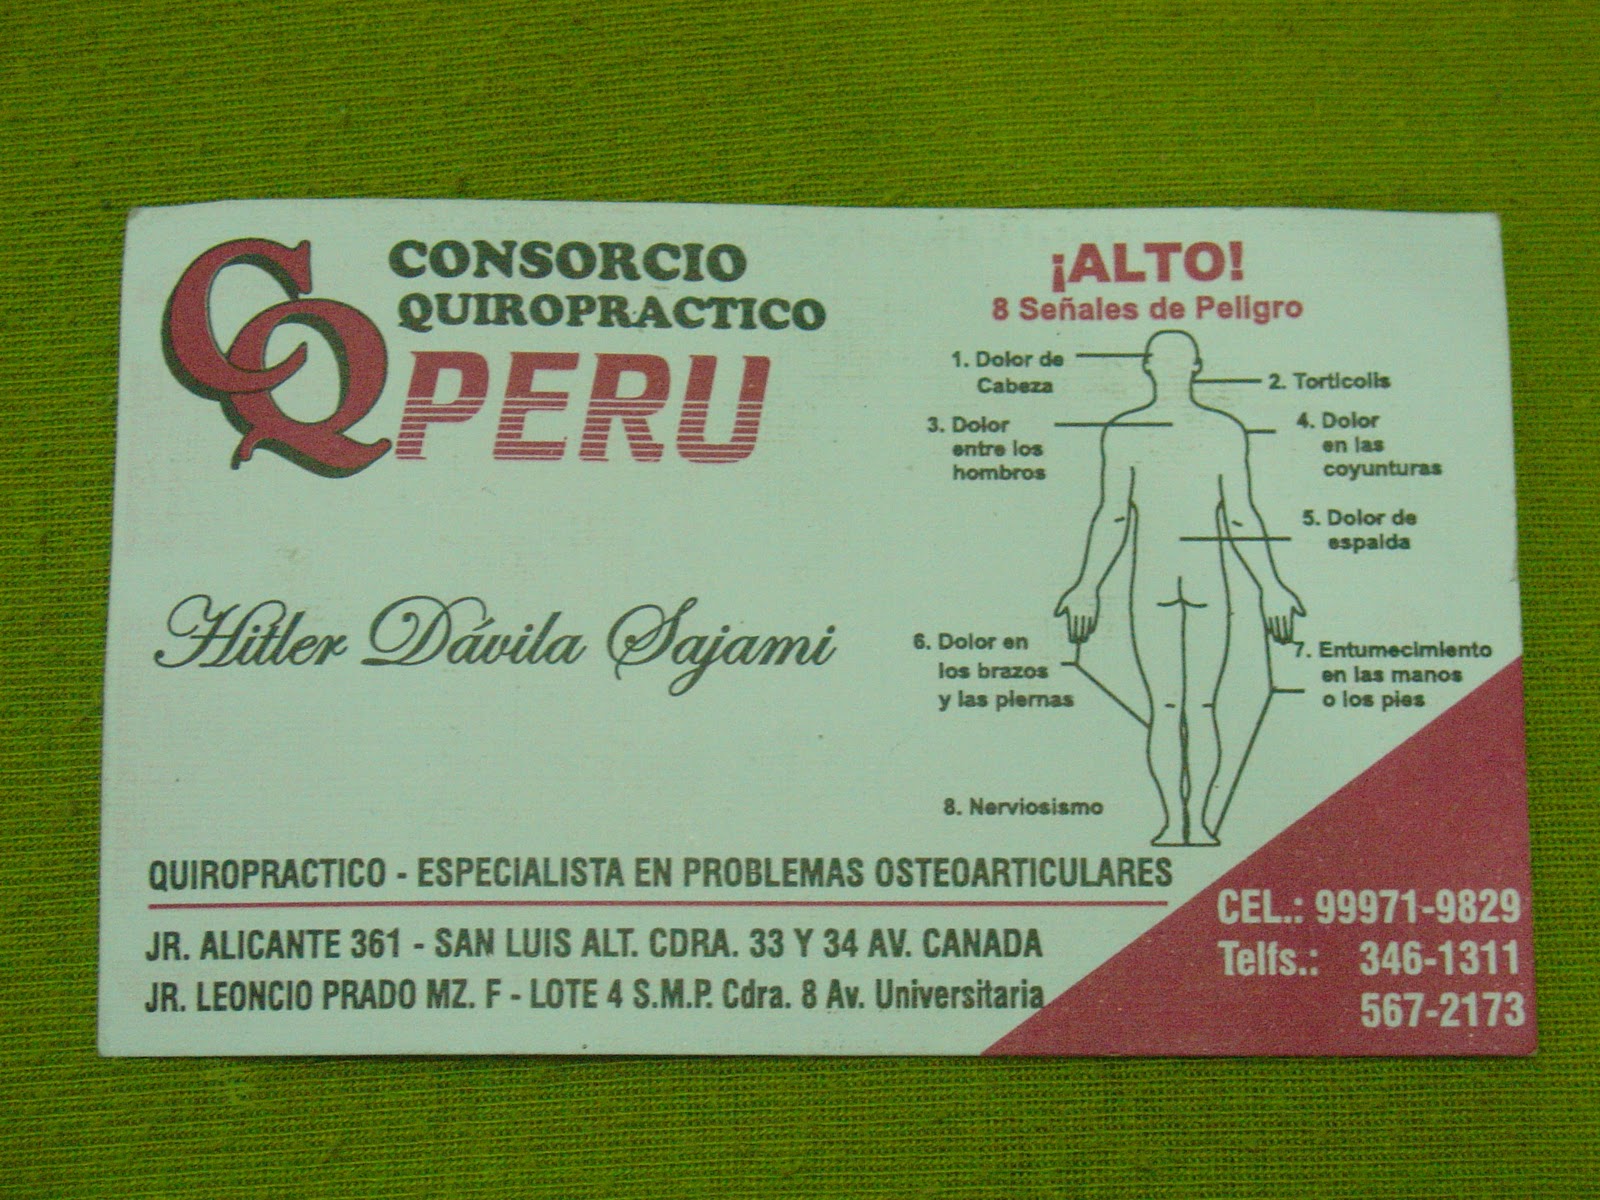 CQ
CONSORCIO
QUIROPRACTICO
PERU
Hitler Dávila Sajami
¡ALTO!
8 Señales de Peligro
1. Dolor de
Cabeza
2. Torticolis
3. Dolor
entre los
hombros
4. Dolor
en las
coyunturas
5. Dolor de
espalda
6. Dolor en
los brazos
y las piernas
7. Entumecimiento
en las manos
o los pies
8. Nerviosismo
QUIROPRACTICO - ESPECIALISTA EN PROBLEMAS OSTEOARTICULARES
JR. ALICANTE 361 - SAN LUIS ALT. CDRA. 33 Y 34 AV. CANADA
JR. LEONCIO PRADO MZ. F - LOTE 4 S.M.P. Cdra. 8 Av. Universitaria
CEL.: 99971-9829
Telfs.: 346-1311
567-2173